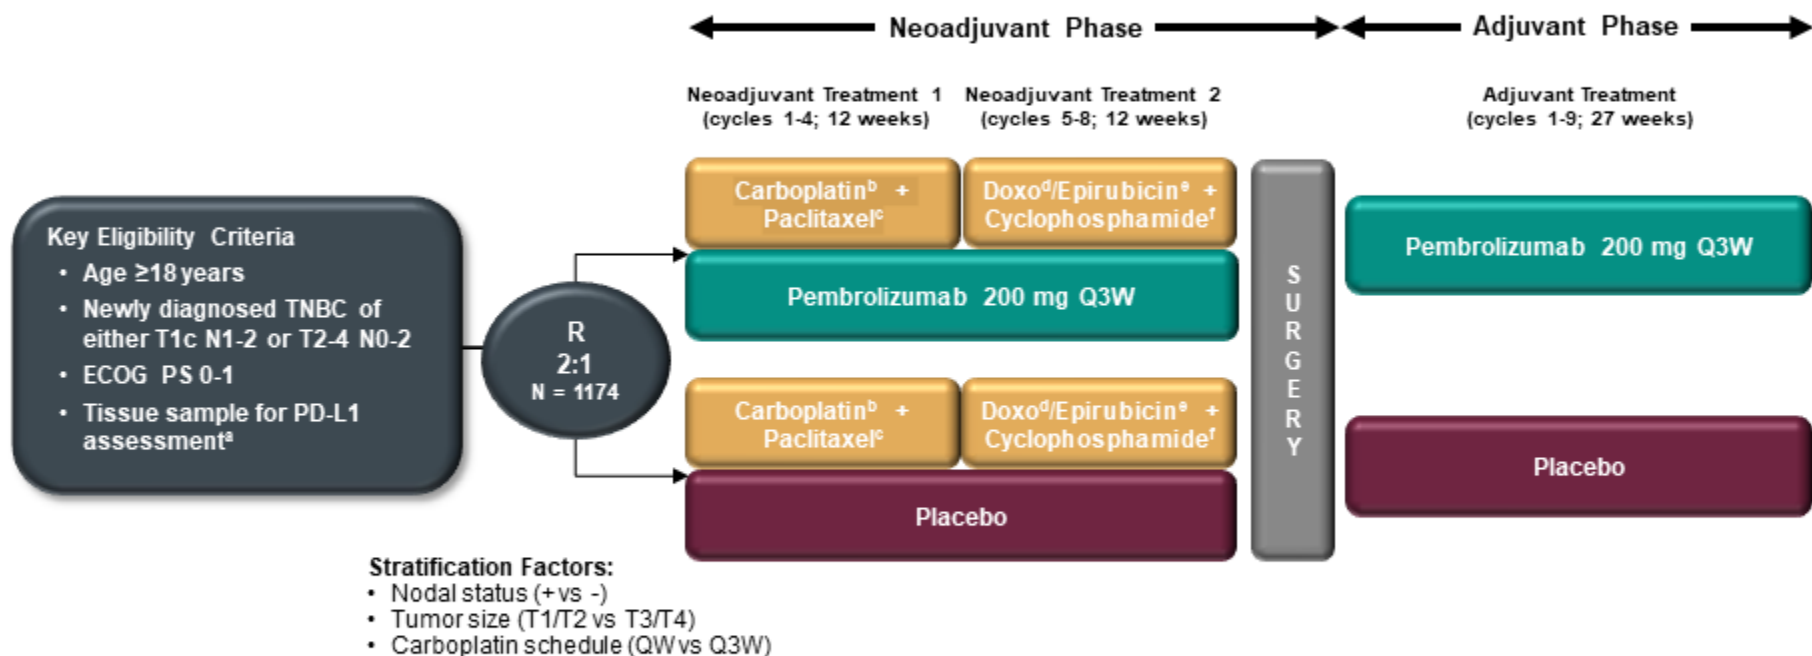 Neoadjuvant Phase
Adjuvant Phase
Neoadjuvant Treatment 1
(cycles 1-4; 12 weeks)
Neoadjuvant Treatment 2
(cycles 5-8; 12 weeks)
Adjuvant Treatment
(cycles 1-9; 27 weeks)
Key Eligibility Criteria
• Age ≥18 years
• Newly diagnosed TNBC of
either T1c N1-2 or T2-4 N0-2
• ECOG PS 0-1
• Tissue sample for PD-L1
assessmentᵃ
R
2:1
N = 1174
Carboplatinᵇ +
Paclitaxelᶜ
Doxoᵈ/Epirubicinᵉ +
Cyclophosphamideᶠ
Pembrolizumab 200 mg Q3W
Carboplatinᵇ +
Paclitaxelᶜ
Doxoᵈ/Epirubicinᵉ +
Cyclophosphamideᶠ
Placebo
S
U
R
G
E
R
Y
Pembrolizumab 200 mg Q3W
Placebo
Stratification Factors:
• Nodal status (+ vs -)
• Tumor size (T1/T2 vs T3/T4)
• Carboplatin schedule (QW vs Q3W)